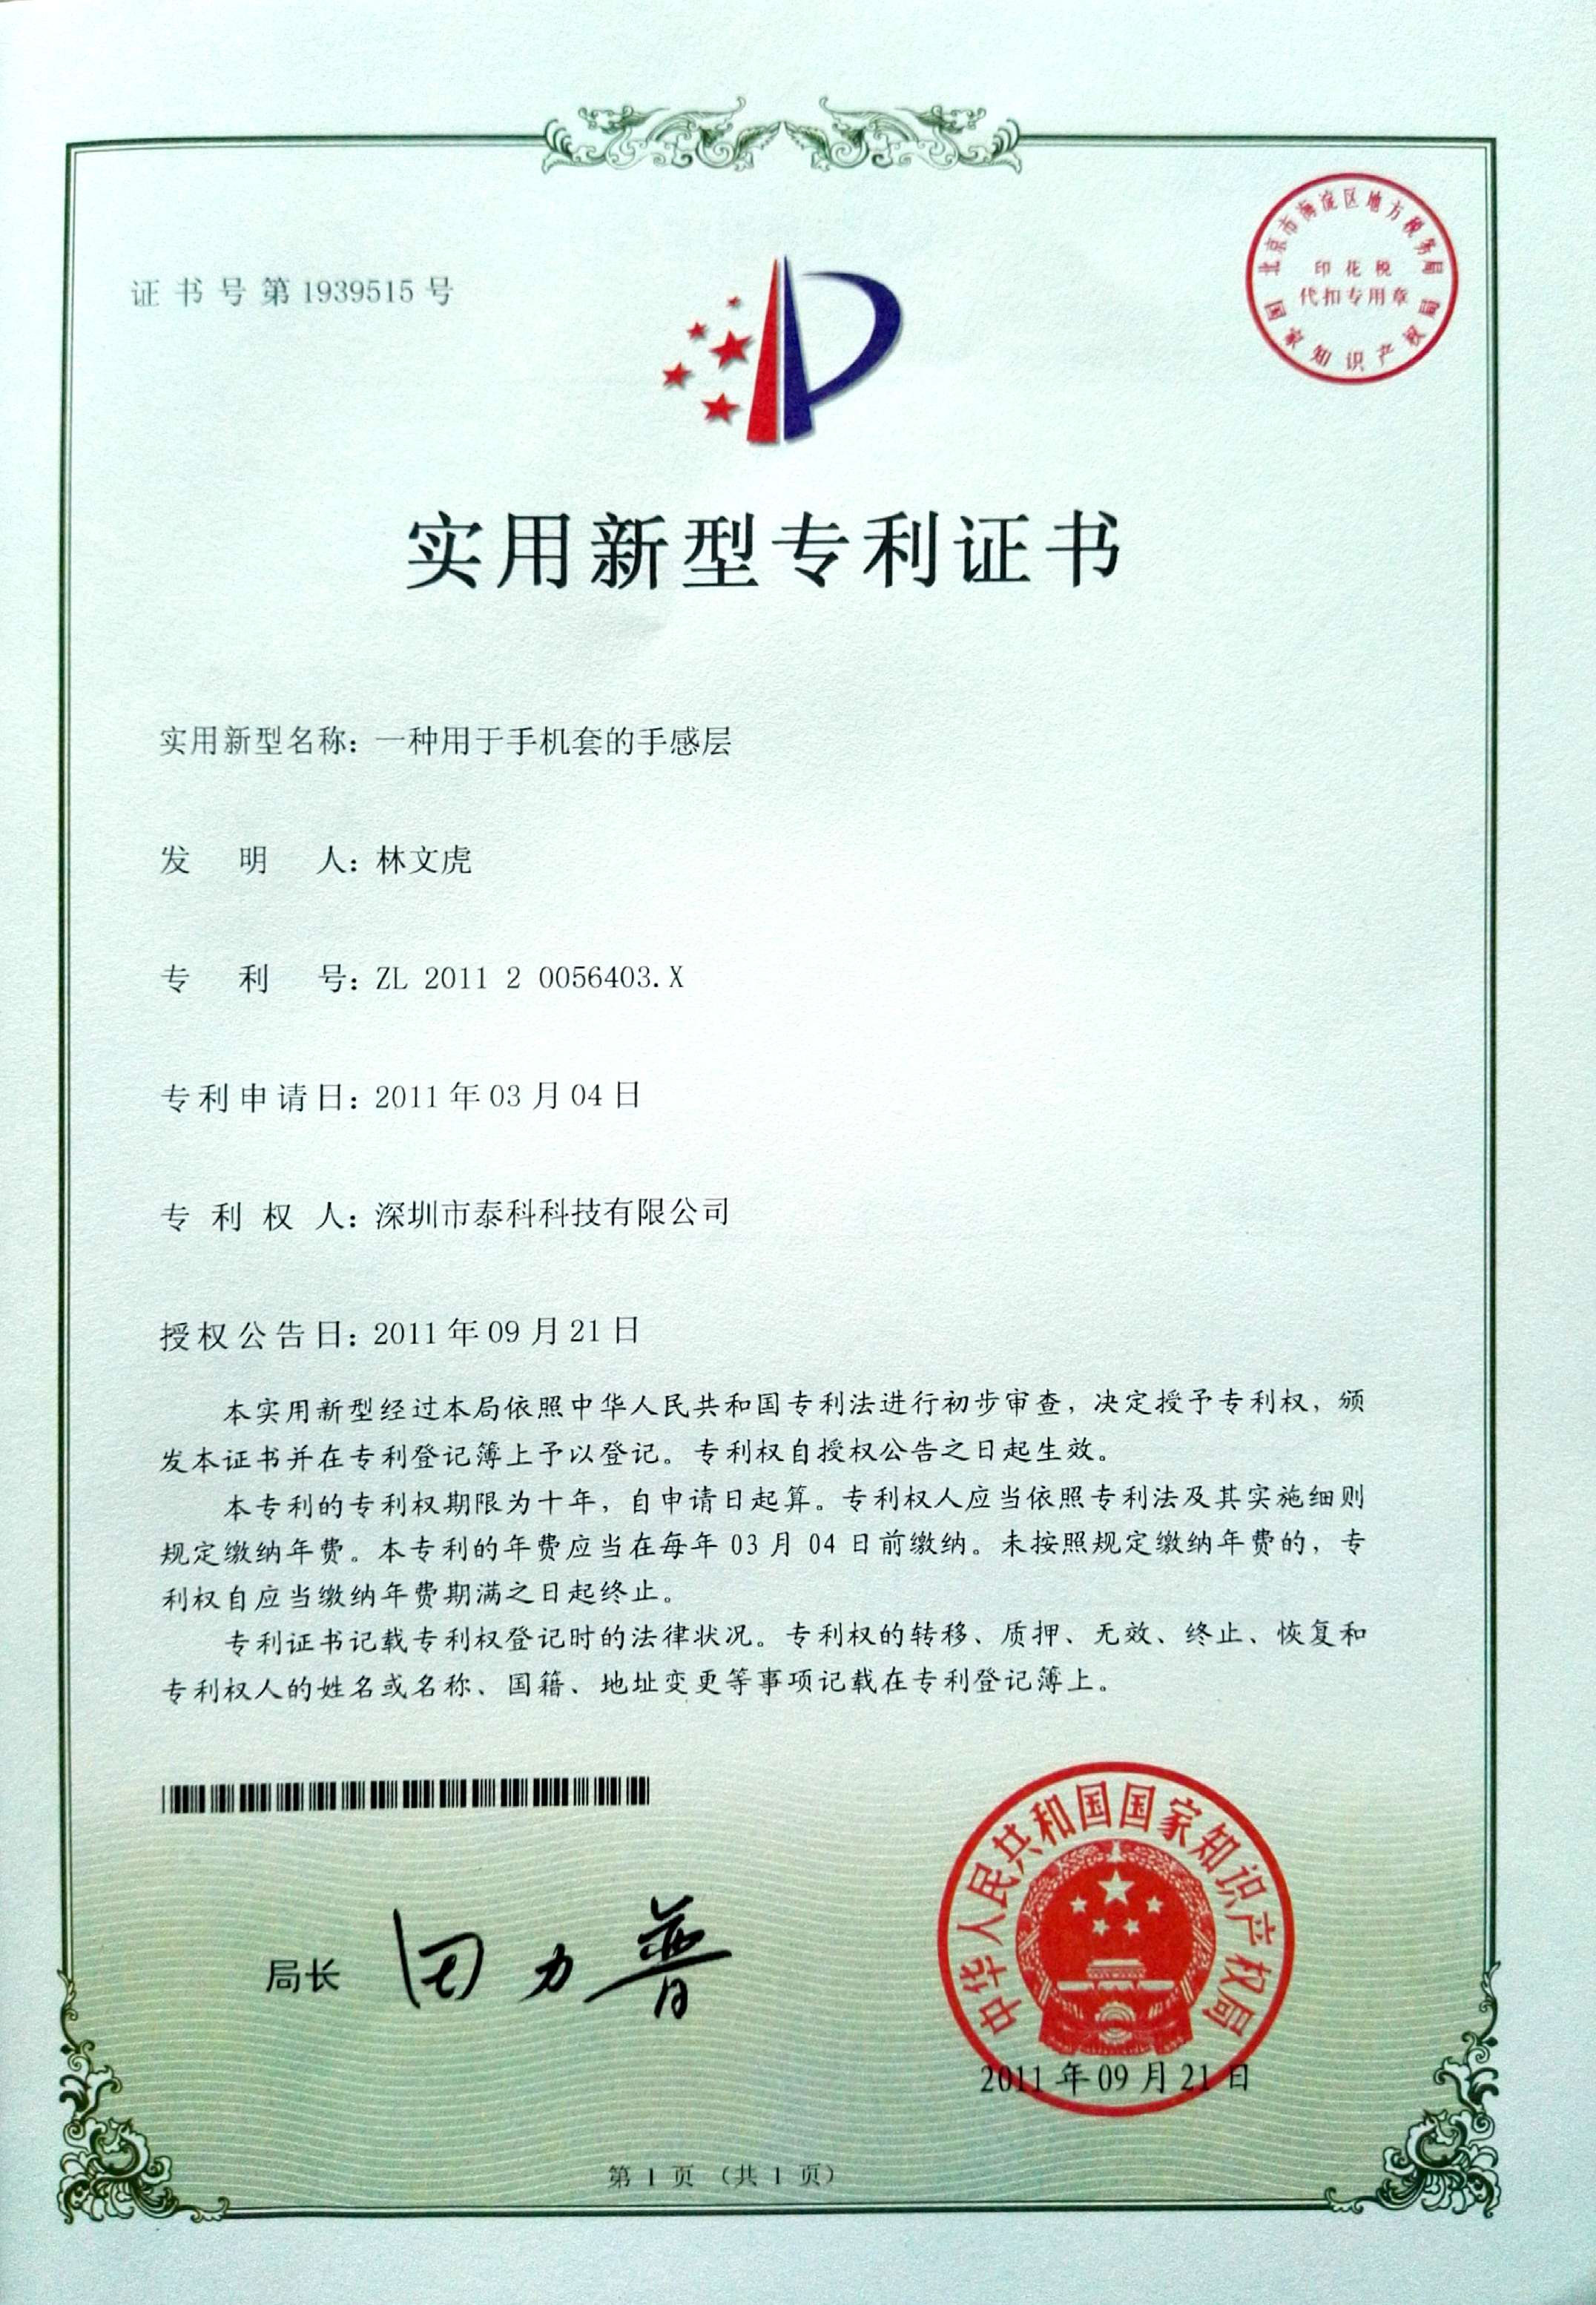 证书号第1939515号
北京市海淀区地方税务局
印花税
代扣专用章
国家知识产权局
实用新型专利证书
实用新型名称：一种用于手机套的手感层
发明人：林文虎
专利号：ZL 2011 2 0056403.X
专利申请日：2011年03月04日
专利权人：深圳市泰科科技有限公司
授权公告日：2011年09月21日
本实用新型经过本局依照中华人民共和国专利法进行初步审查，决定授予专利权，颁
发本证书并在专利登记簿上予以登记。专利权自授权公告之日起生效。
本专利的专利权期限为十年，自申请日起算。专利权人应当依照专利法及其实施细则
规定缴纳年费。本专利的年费应当在每年03月04日前缴纳。未按照规定缴纳年费的，专
利权自应当缴纳年费期满之日起终止。
专利证书记载专利权登记时的法律状况。专利权的转移、质押、无效、终止、恢复和
专利权人的姓名或名称、国籍、地址变更等事项记载在专利登记簿上。
局长 田力普
中华人民共和国国家知识产权局
2011年09月21日
第1页（共1页）